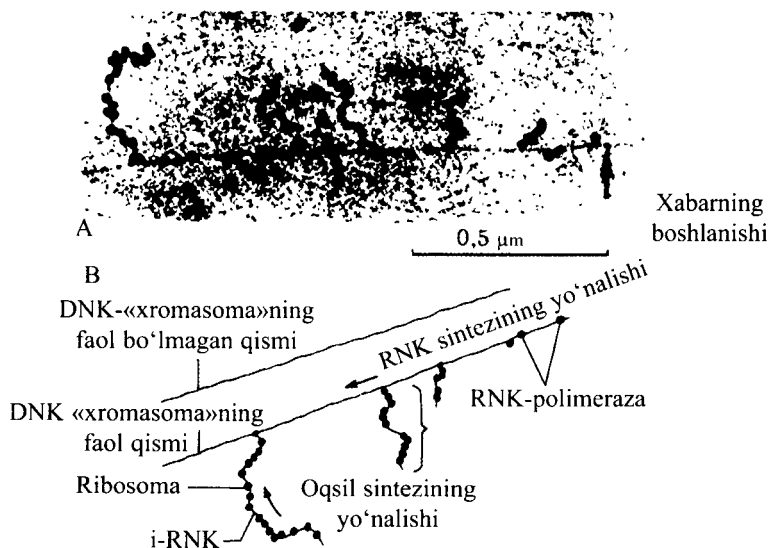 A
0,5 µm
Xabarning
boshlanishi
B
DNK-«xromasoma»ning
faol bo‘lmagan qismi
RNK sintezining yo‘nalishi
DNK «xromasoma»ning
faol qismi
RNK-polimeraza
Ribosoma
Oqsil sintezining
yo‘nalishi
i-RNK